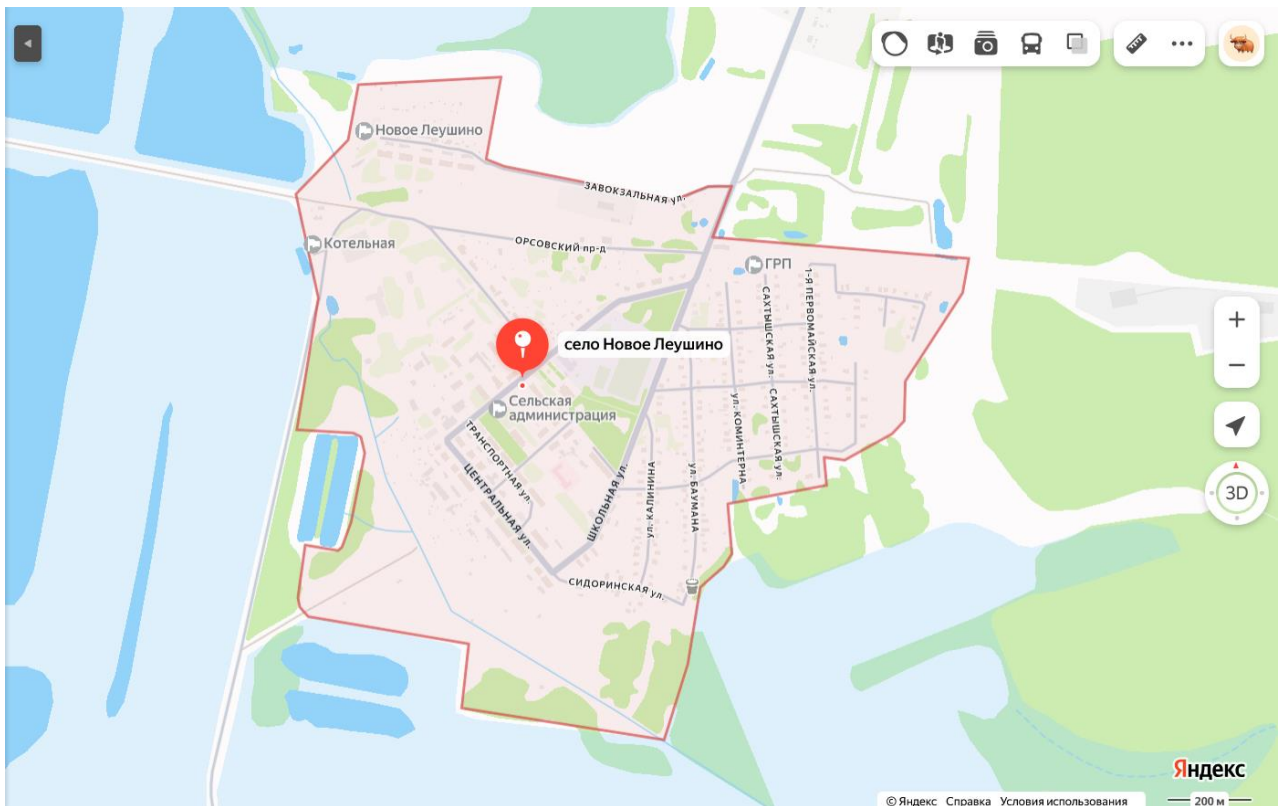 Новое Леушино
ЗАВОКЗАЛЬНАЯ ул.
Котельная
ОРСОВСКИЙ пр-д
ГРП
1-Я ПЕРВОМАЙСКАЯ ул.
САХТЫШСКАЯ ул.
село Новое Леушино
Сельская
администрация
САХТЫШСКАЯ ул.
ул. КОМИНТЕРНА
ТРАНСПОРТНАЯ ул.
ЦЕНТРАЛЬНАЯ ул.
ШКОЛЬНАЯ ул.
ул. КАЛИНИНА
ул. БАУМАНА
СИДОРИНСКАЯ ул.
+
−
3D
Яндекс
© Яндекс Справка Условия использования
200 м